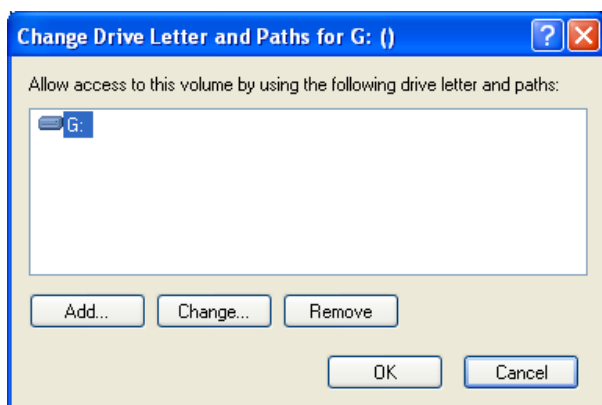 Change Drive Letter and Paths for G: ()
Allow access to this volume by using the following drive letter and paths:
G:
Add... Change... Remove
OK Cancel